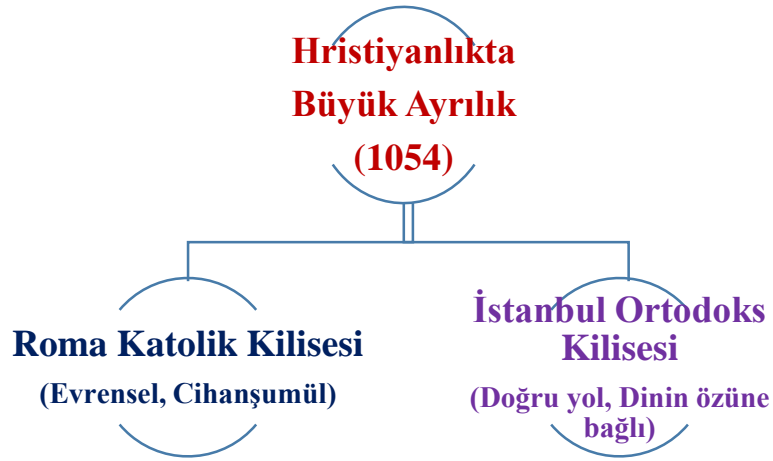 Hristiyanlıkta
Büyük Ayrılık
(1054)
Roma Katolik Kilisesi
(Evrensel, Cihanşumül)
İstanbul Ortodoks
Kilisesi
(Doğru yol, Dinin özüne
bağlı)